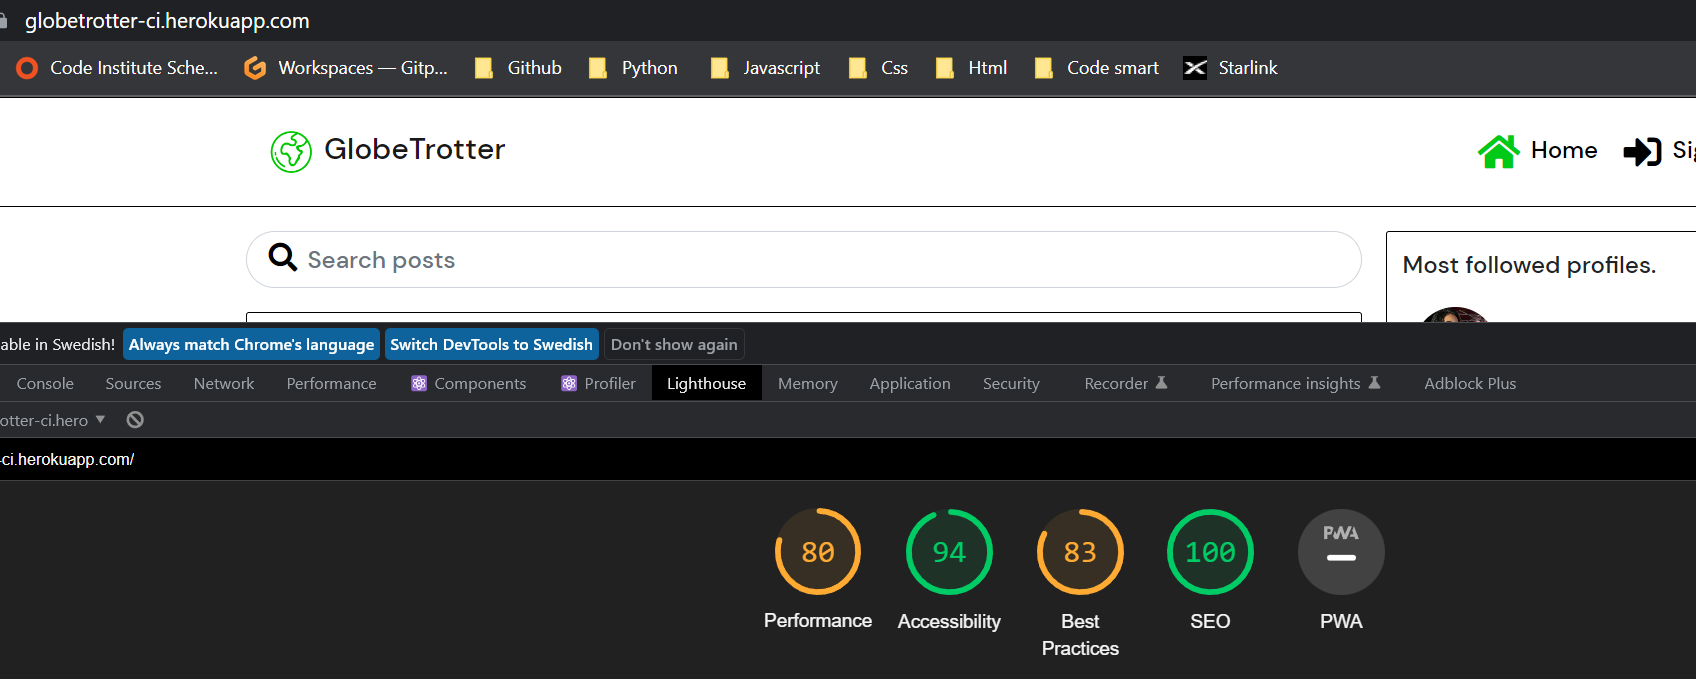 globetrotter-ci.herokuapp.com
Code Institute Sche... Workspaces — Gitp... Github Python Javascript Css Html Code smart Starlink
GlobeTrotter Home Sig
Search posts
Most followed profiles.
able in Swedish! Always match Chrome's language Switch DevTools to Swedish Don't show again
Console Sources Network Performance Components Profiler Lighthouse Memory Application Security Recorder Performance insights Adblock Plus
otter-ci.hero
-ci.herokuapp.com/
80 94 83 100 PWA
Performance Accessibility Best Practices SEO PWA